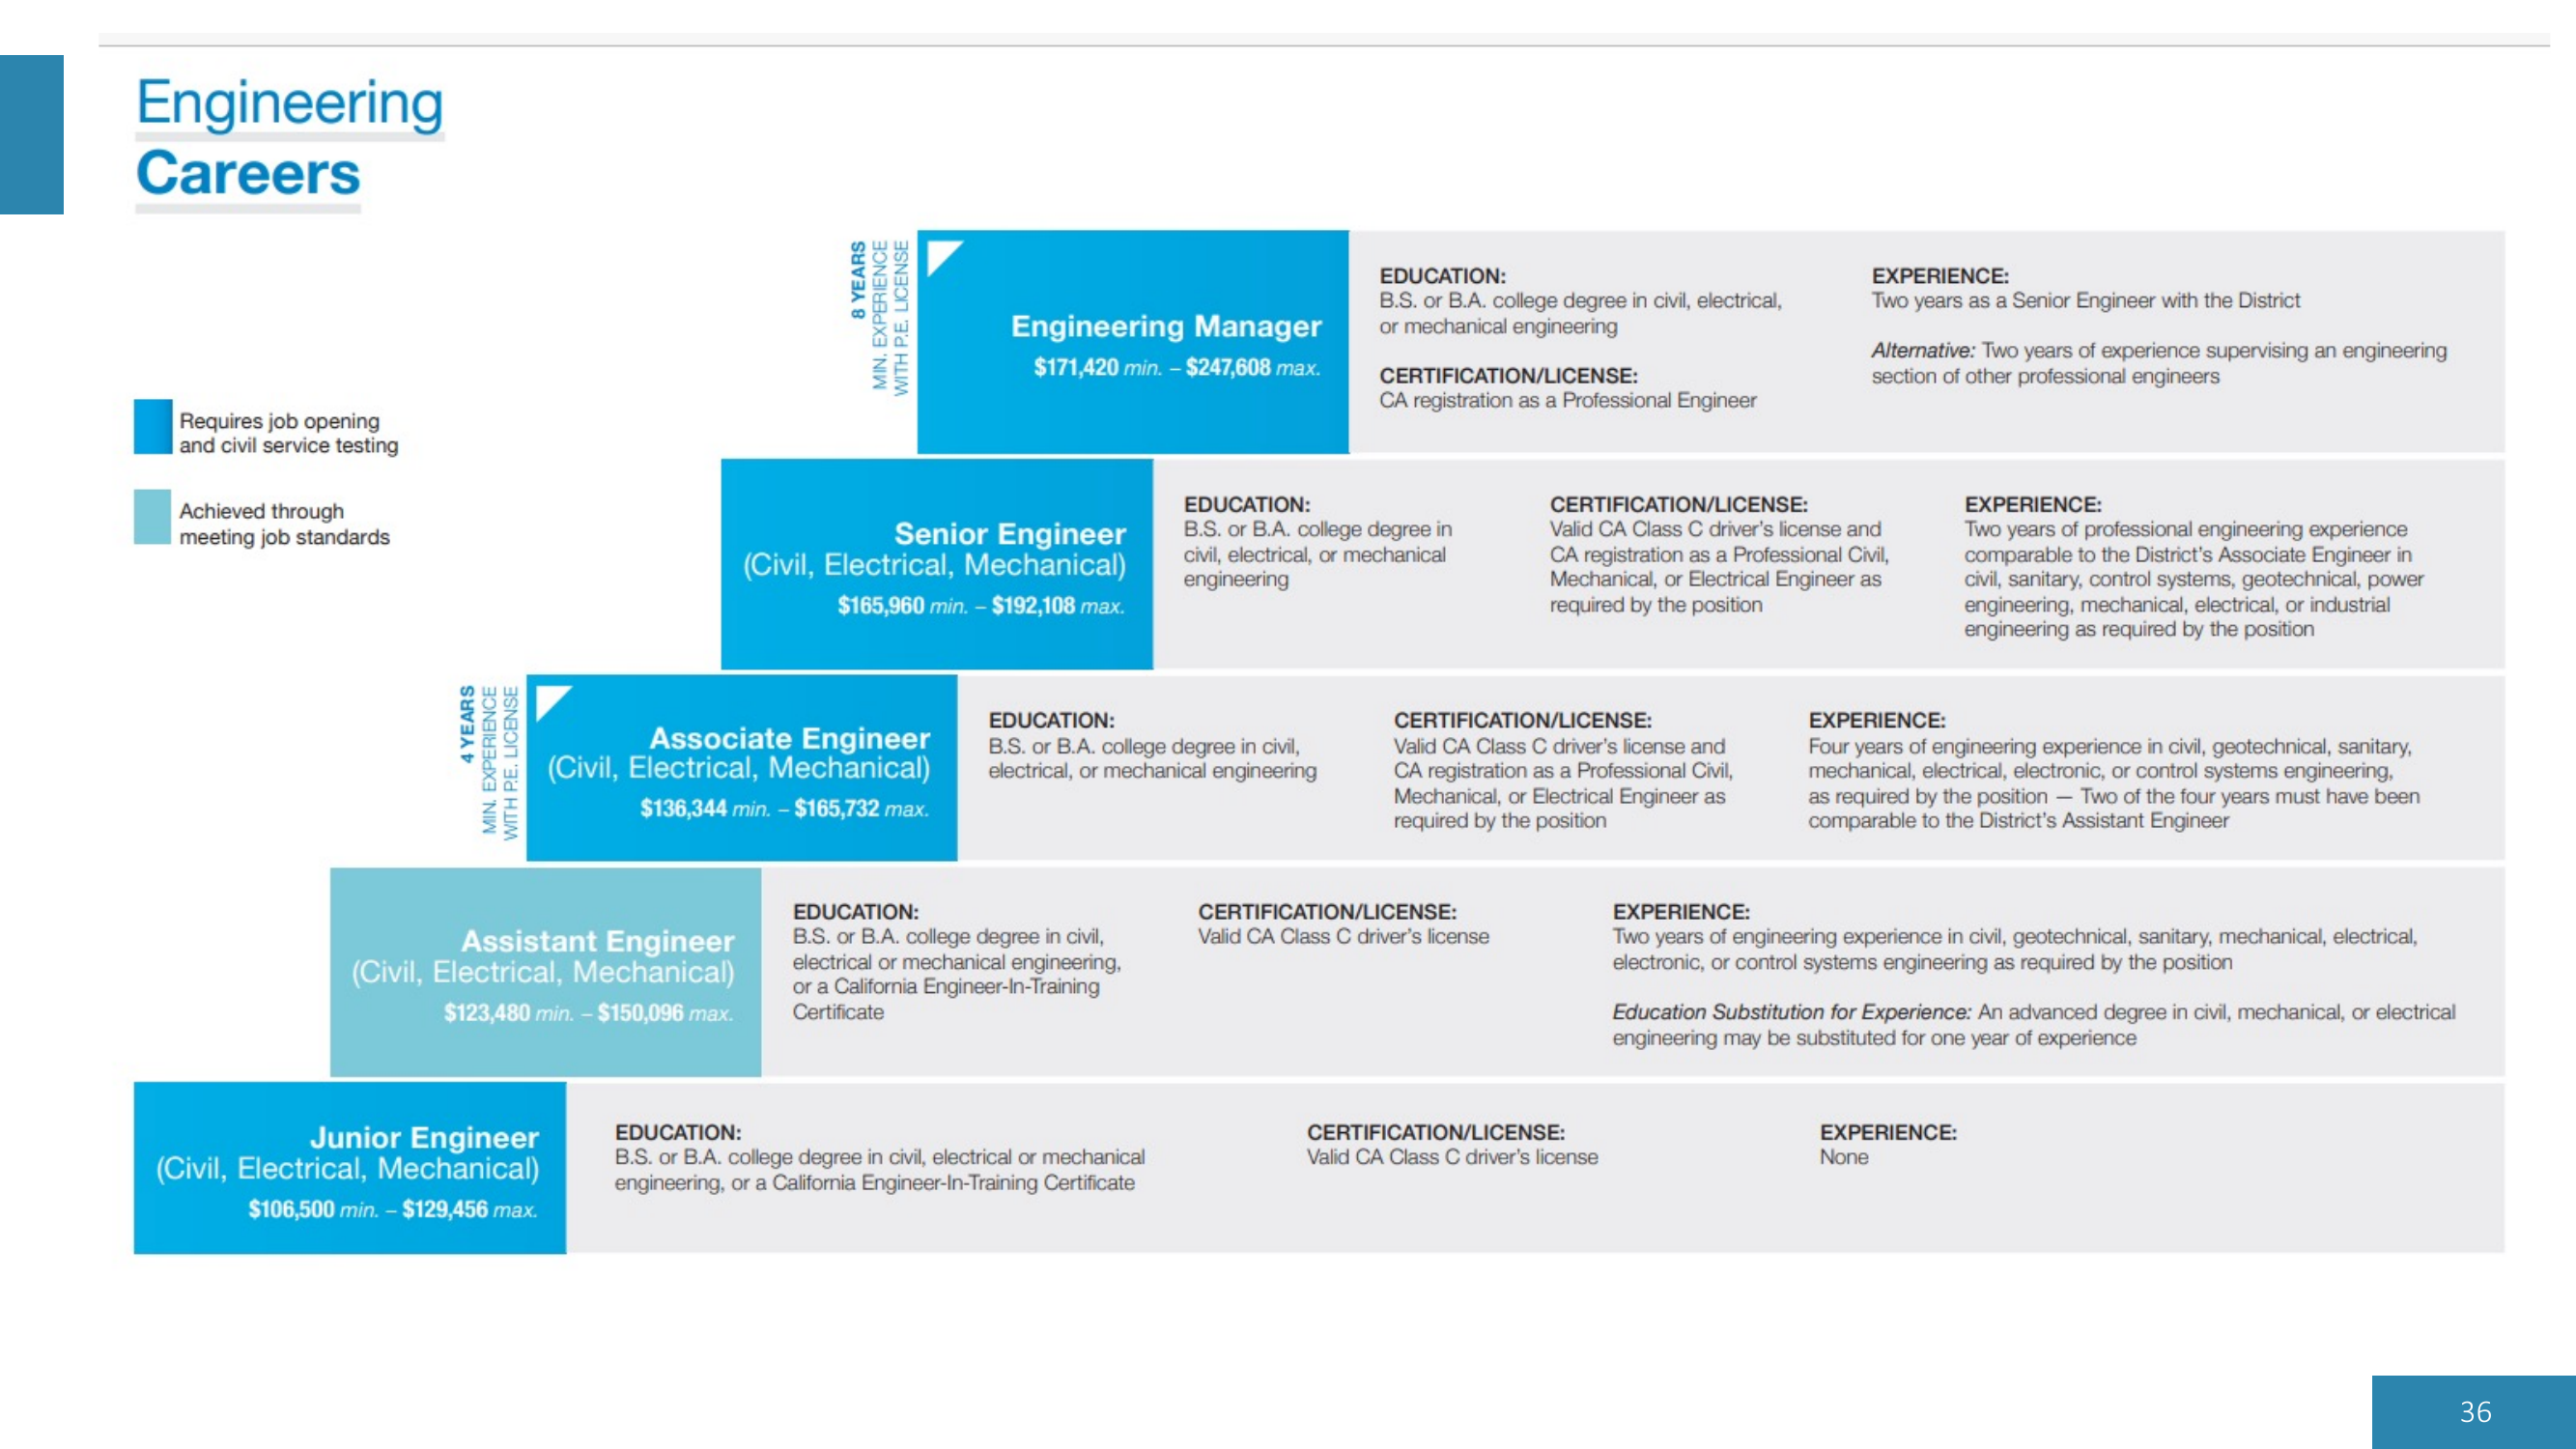 Engineering
Careers
8 YEARS
MIN. EXPERIENCE
WITH P.E. LICENSE
Engineering Manager
$171,420 min. – $247,608 max.
EDUCATION:
B.S. or B.A. college degree in civil, electrical,
or mechanical engineering
CERTIFICATION/LICENSE:
CA registration as a Professional Engineer
EXPERIENCE:
Two years as a Senior Engineer with the District
Alternative: Two years of experience supervising an engineering
section of other professional engineers
Requires job opening
and civil service testing
Achieved through
meeting job standards
Senior Engineer
(Civil, Electrical, Mechanical)
$165,960 min. – $192,108 max.
EDUCATION:
B.S. or B.A. college degree in
civil, electrical, or mechanical
engineering
CERTIFICATION/LICENSE:
Valid CA Class C driver's license and
CA registration as a Professional Civil,
Mechanical, or Electrical Engineer as
required by the position
EXPERIENCE:
Two years of professional engineering experience
comparable to the District's Associate Engineer in
civil, sanitary, control systems, geotechnical, power
engineering, mechanical, electrical, or industrial
engineering as required by the position
4 YEARS
MIN. EXPERIENCE
WITH P.E. LICENSE
Associate Engineer
(Civil, Electrical, Mechanical)
$136,344 min. – $165,732 max.
EDUCATION:
B.S. or B.A. college degree in civil,
electrical, or mechanical engineering
CERTIFICATION/LICENSE:
Valid CA Class C driver's license and
CA registration as a Professional Civil,
Mechanical, or Electrical Engineer as
required by the position
EXPERIENCE:
Four years of engineering experience in civil, geotechnical, sanitary,
mechanical, electrical, electronic, or control systems engineering,
as required by the position — Two of the four years must have been
comparable to the District's Assistant Engineer
Assistant Engineer
(Civil, Electrical, Mechanical)
$123,480 min. – $150,096 max.
EDUCATION:
B.S. or B.A. college degree in civil,
electrical or mechanical engineering,
or a California Engineer-In-Training
Certificate
CERTIFICATION/LICENSE:
Valid CA Class C driver's license
EXPERIENCE:
Two years of engineering experience in civil, geotechnical, sanitary, mechanical, electrical,
electronic, or control systems engineering as required by the position
Education Substitution for Experience: An advanced degree in civil, mechanical, or electrical
engineering may be substituted for one year of experience
Junior Engineer
(Civil, Electrical, Mechanical)
$106,500 min. – $129,456 max.
EDUCATION:
B.S. or B.A. college degree in civil, electrical or mechanical
engineering, or a California Engineer-In-Training Certificate
CERTIFICATION/LICENSE:
Valid CA Class C driver's license
EXPERIENCE:
None
36